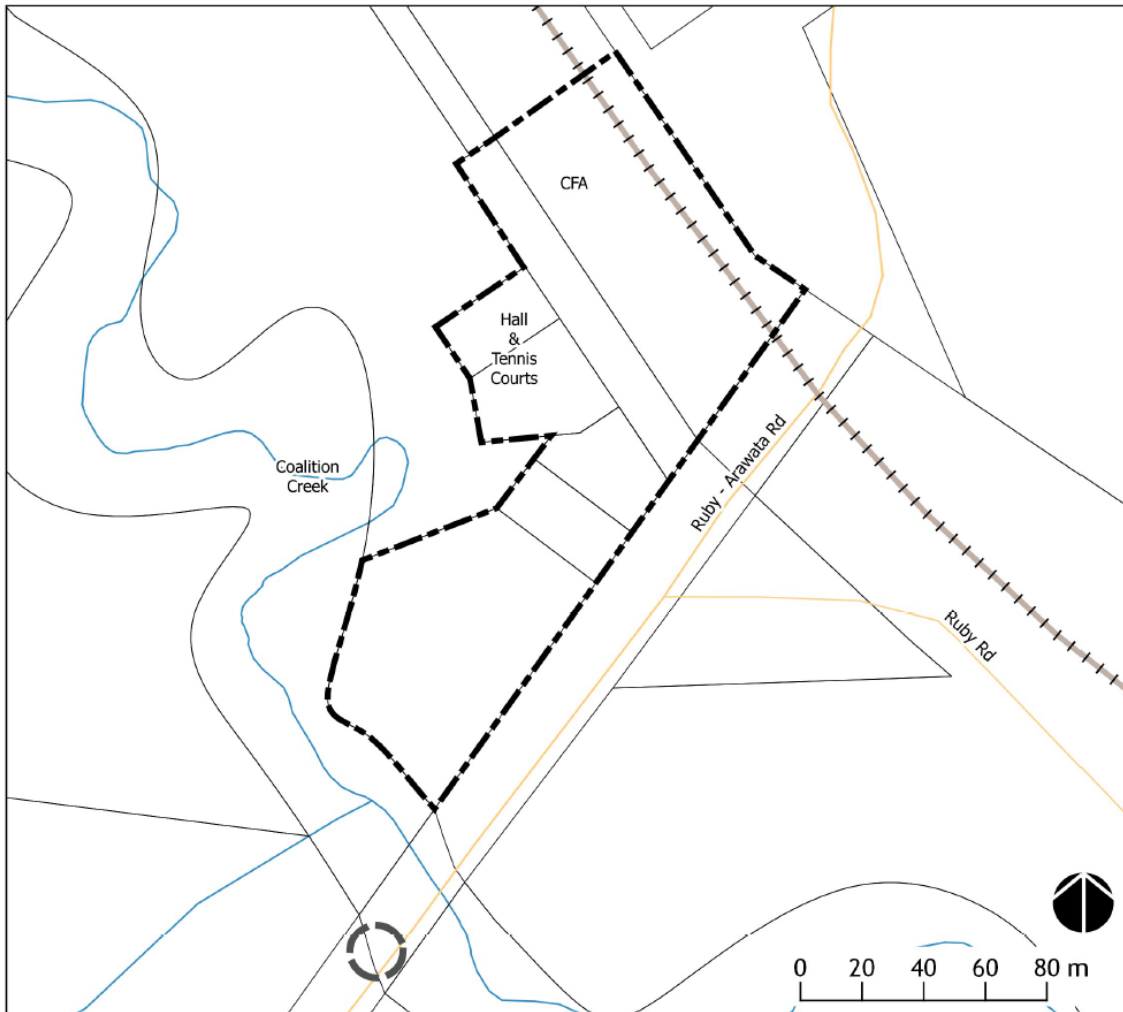 CFA
Hall
&
Tennis
Courts
Ruby - Arawata Rd
Coalition
Creek
Ruby Rd
0 20 40 60 80 m